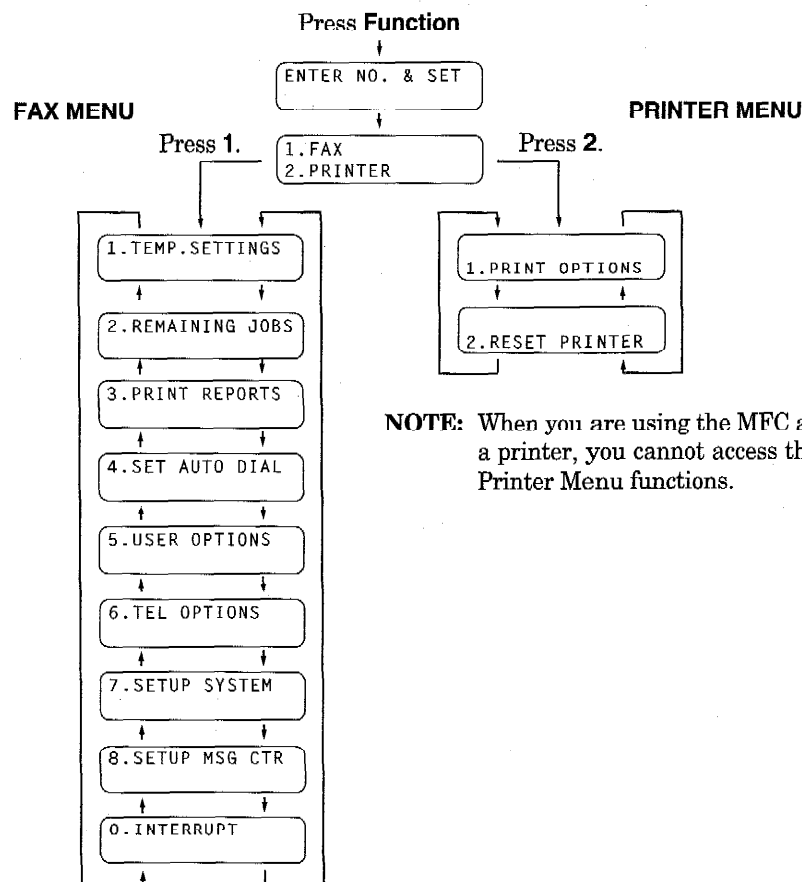 Press Function
ENTER NO. & SET
FAX MENU
PRINTER MENU
Press 1.
1.FAX
2.PRINTER
Press 2.
1.TEMP.SETTINGS
2.REMAINING JOBS
3.PRINT REPORTS
4.SET AUTO DIAL
5.USER OPTIONS
6.TEL OPTIONS
7.SETUP SYSTEM
8.SETUP MSG CTR
0.INTERRUPT
1.PRINT OPTIONS
2.RESET PRINTER
NOTE: When you are using the MFC
a printer, you cannot access
Printer Menu functions.